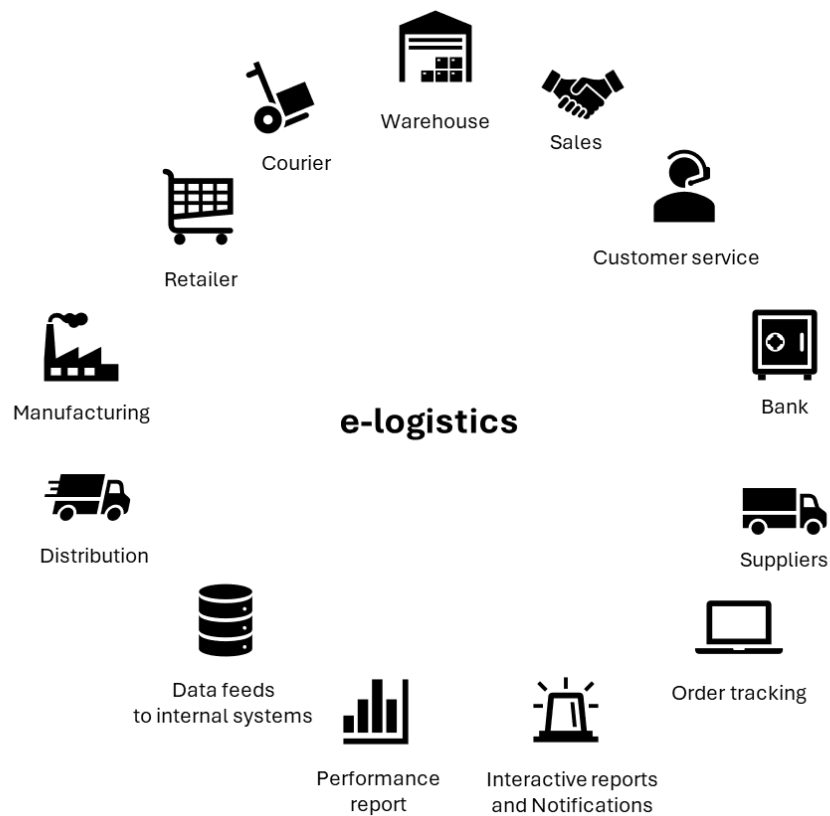 Warehouse
Sales
Courier
Customer service
Retailer
Bank
Manufacturing
e-logistics
Distribution
Suppliers
Data feeds
to internal systems
Order tracking
Performance
report
Interactive reports
and Notifications